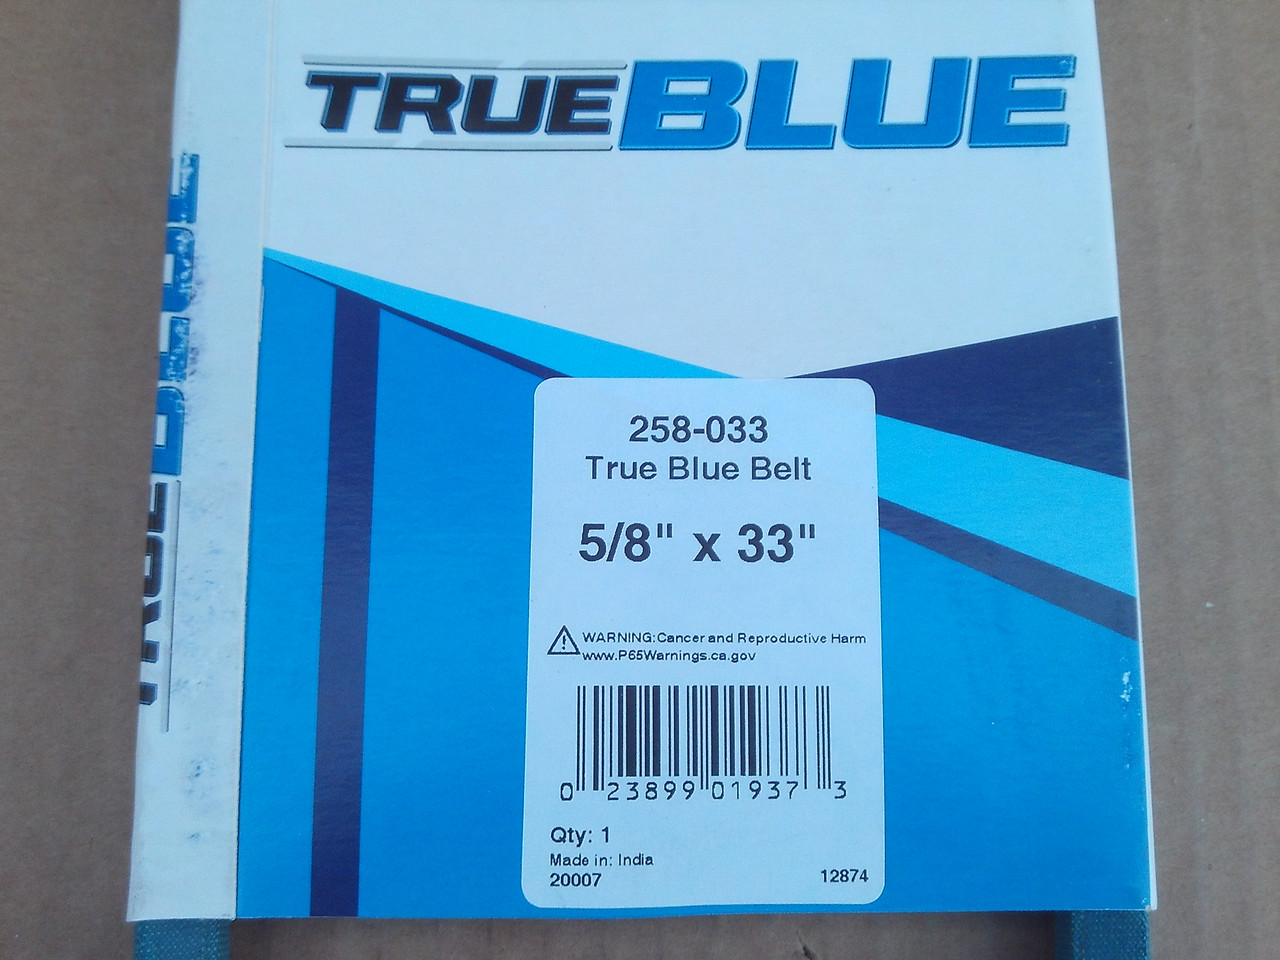 TRUEBLUE
TRUEBLUE
258-033
True Blue Belt
5/8" x 33"
WARNING: Cancer and Reproductive Harm
www.P65Warnings.ca.gov
0 23899 01937 3
Qty: 1
Made in: India
20007
12874